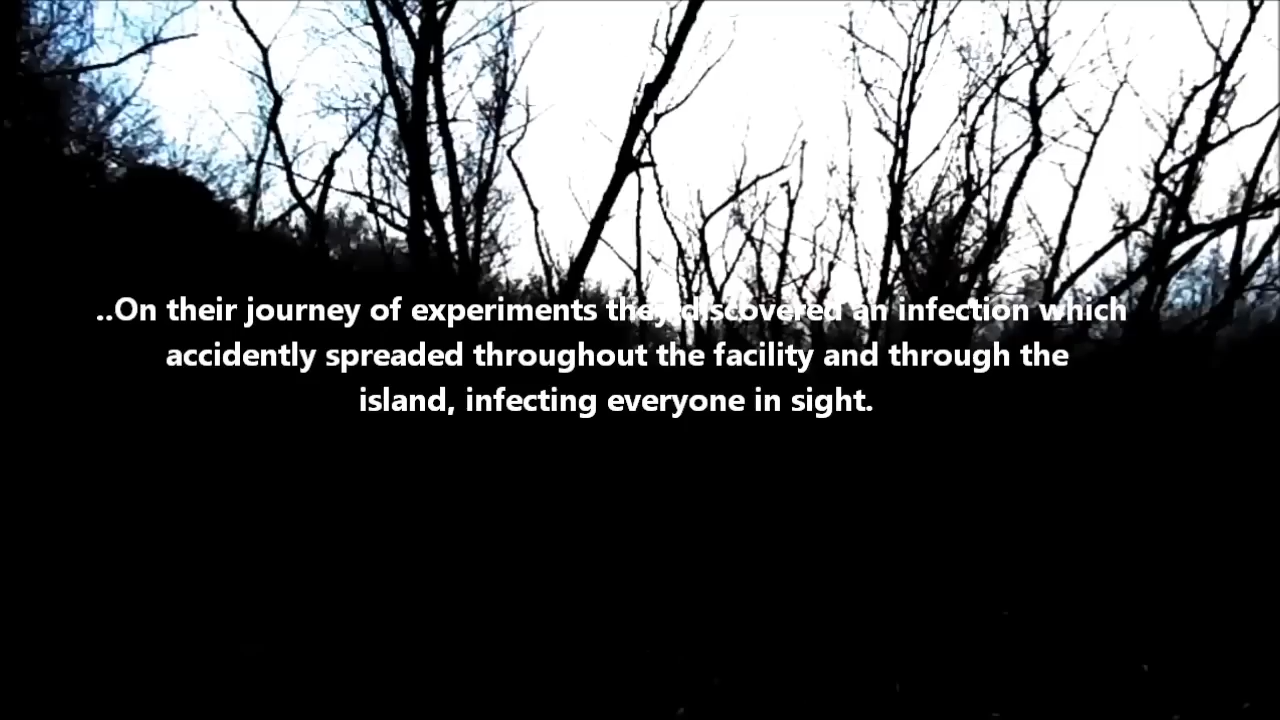 ..On their journey of experiments they discovered an infection which
accidently spreaded throughout the facility and through the
island, infecting everyone in sight.